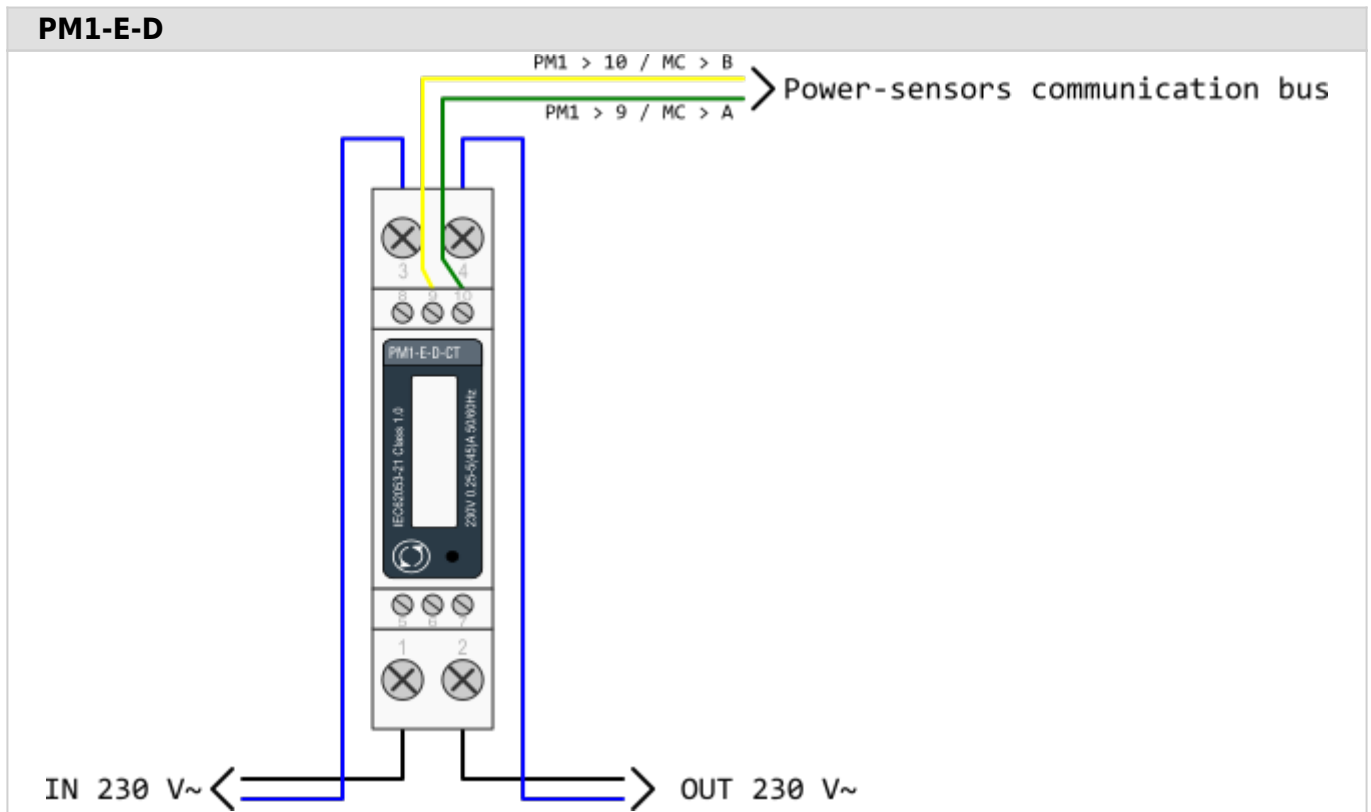 PM1-E-D
PM1 > 10 / MC > B
Power-sensors communication bus
PM1 > 9 / MC > A
3 4
8 9 10
PM1-E-D-CT
IEC62053-21 Class 1.0
230V 0.25-5|45|A 50/60Hz
5 6 7
1 2
IN 230 V~
OUT 230 V~